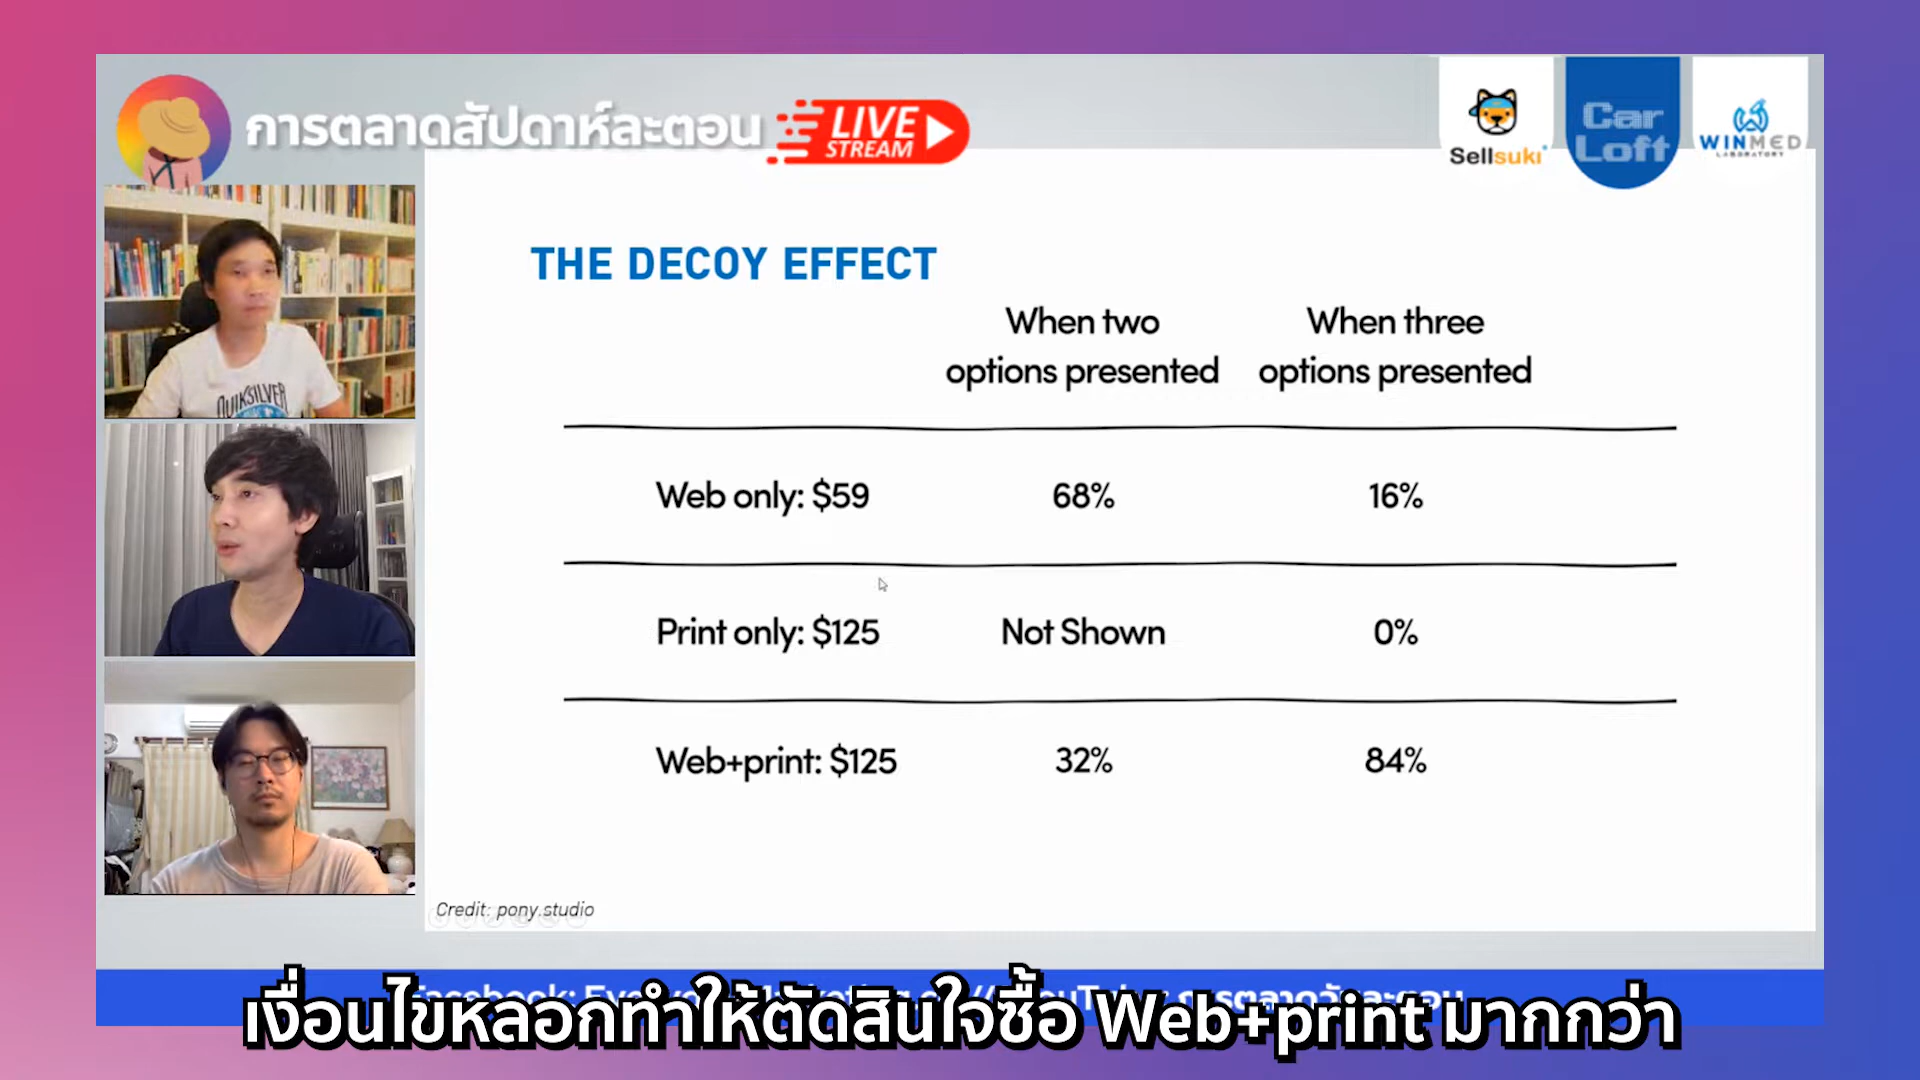 การตลาดสัปดาห์ละตอน
LIVE
STREAM
Sellsuki
Car
Loft
WINMED
LABORATORY
QUIKSILVER
THE DECOY EFFECT
When two
options presented
When three
options presented
Web only: $59 68% 16%
Print only: $125 Not Shown 0%
Web+print: $125 32% 84%
Credit: pony.studio
เงื่อนไขหลอกทำให้ตัดสินใจซื้อ Web+print มากกว่า